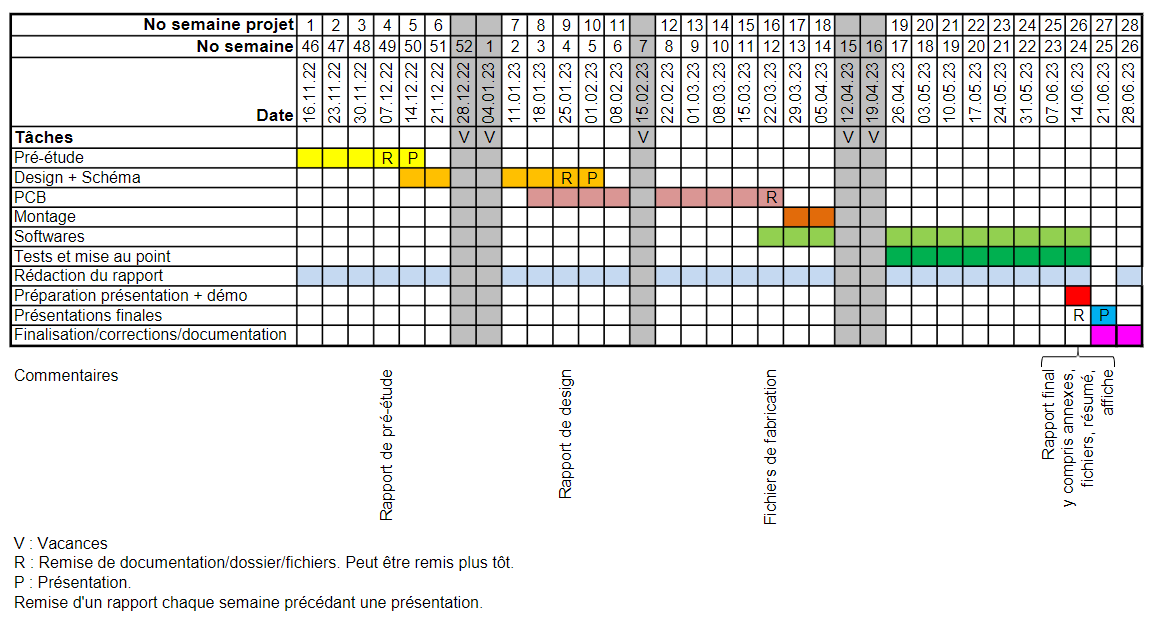 No semaine projet 1 2 3 4 5 6 7 8 9 10 11 12 13 14 15 16 17 18 19 20 21 22 23 24 25 26 27 28
No semaine 46 47 48 49 50 51 52 1 2 3 4 5 6 7 8 9 10 11 12 13 14 15 16 17 18 19 20 21 22 23 24 25 26
Date 16.11.22 23.11.22 30.11.22 07.12.22 14.12.22 21.12.22 28.12.22 04.01.23 11.01.23 18.01.23 25.01.23 01.02.23 08.02.23 15.02.23 22.02.23 01.03.23 08.03.23 15.03.23 22.03.23 29.03.23 05.04.23 12.04.23 19.04.23 26.04.23 03.05.23 10.05.23 17.05.23 24.05.23 31.05.23 07.06.23 14.06.23 21.06.23 28.06.23
Tâches V V V V V
Pré-étude R P
Design + Schéma R P
PCB R
Montage
Softwares
Tests et mise au point
Rédaction du rapport
Préparation présentation + démo
Présentations finales R P
Finalisation/corrections/documentation
Commentaires
Rapport de pré-étude
Rapport de design
Fichiers de fabrication
Rapport final
y compris annexes,
fichiers, résumé,
affiche
V : Vacances
R : Remise de documentation/dossier/fichiers. Peut être remis plus tôt.
P : Présentation.
Remise d'un rapport chaque semaine précédant une présentation.